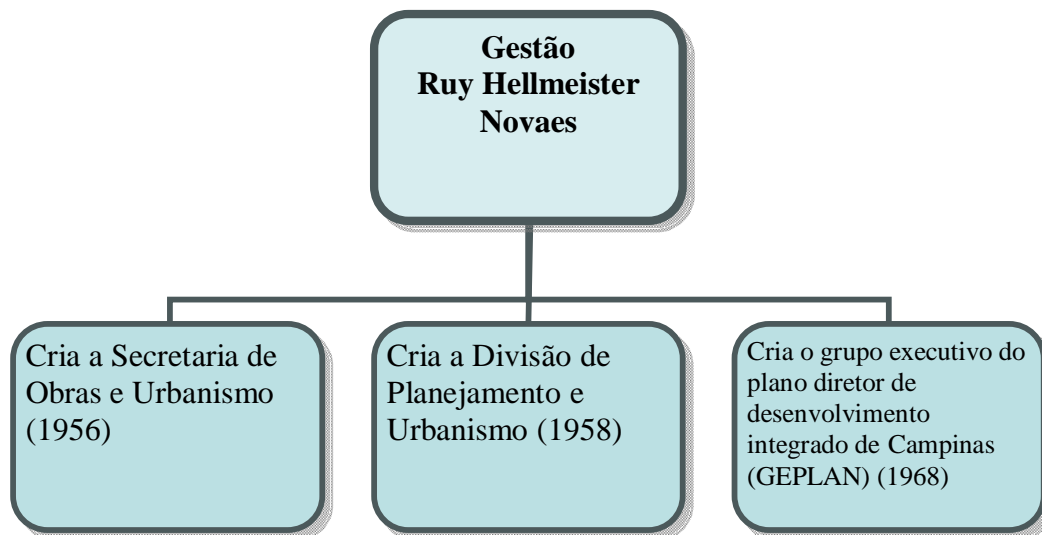 Gestão
Ruy Hellmeister
Novaes
Cria a Secretaria de
Obras e Urbanismo
(1956)
Cria a Divisão de
Planejamento e
Urbanismo (1958)
Cria o grupo executivo do
plano diretor de
desenvolvimento
integrado de Campinas
(GEPLAN) (1968)